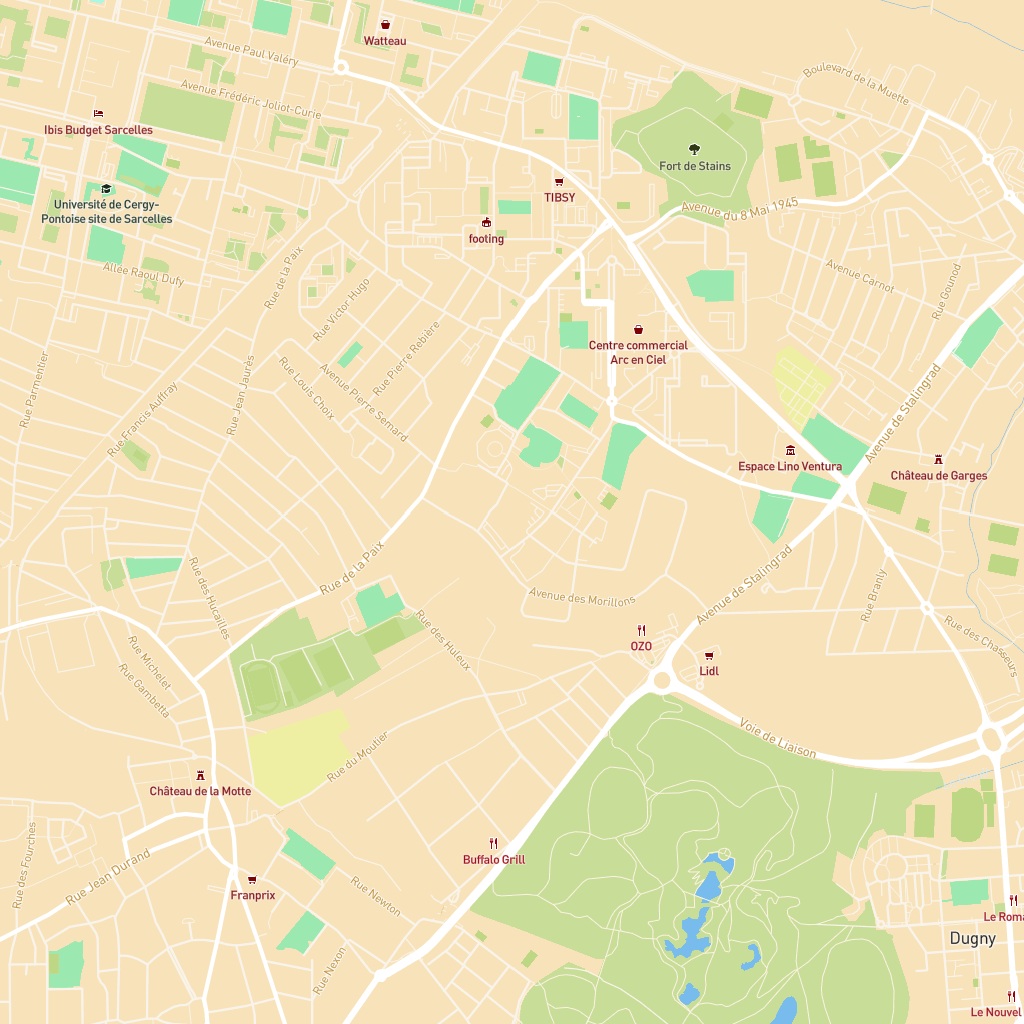 Watteau
Avenue Paul Valéry
Boulevard de la Muette
Avenue Frédéric Joliot-Curie
Ibis Budget Sarcelles
Fort de Stains
Université de Cergy-
Pontoise site de Sarcelles
TIBSY
Avenue du 8 Mai 1945
footing
Allée Raoul Dufy
Rue de la Paix
Avenue Carnot
Rue Gounod
Rue Victor Hugo
Centre commercial
Arc en Ciel
Rue Pierre Rebière
Rue Parmentier
Rue Jean Jaurès
Rue Louis Choix
Avenue Pierre Semard
Rue Francis Auffray
Avenue de Stalingrad
Espace Lino Ventura
Château de Garges
Rue de la Paix
Avenue de Stalingrad
Rue des Hucailles
Avenue des Morillons
Rue Branly
Rue des Huleux
OZO
Rue des Chasseurs
Rue Michelet
Lidl
Rue Gambetta
Voie de Liaison
Rue du Moutier
Château de la Motte
Rue des Fourches
Buffalo Grill
Rue Jean Durand
Franprix
Rue Newton
Le Roma
Dugny
Rue Nexon
Le Nouvel